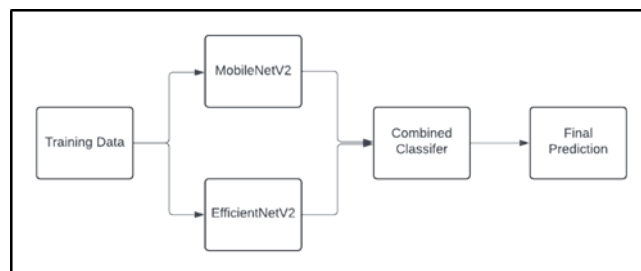 MobileNetV2
Training Data
Combined
Classifer
Final
Prediction
EfficientNetV2